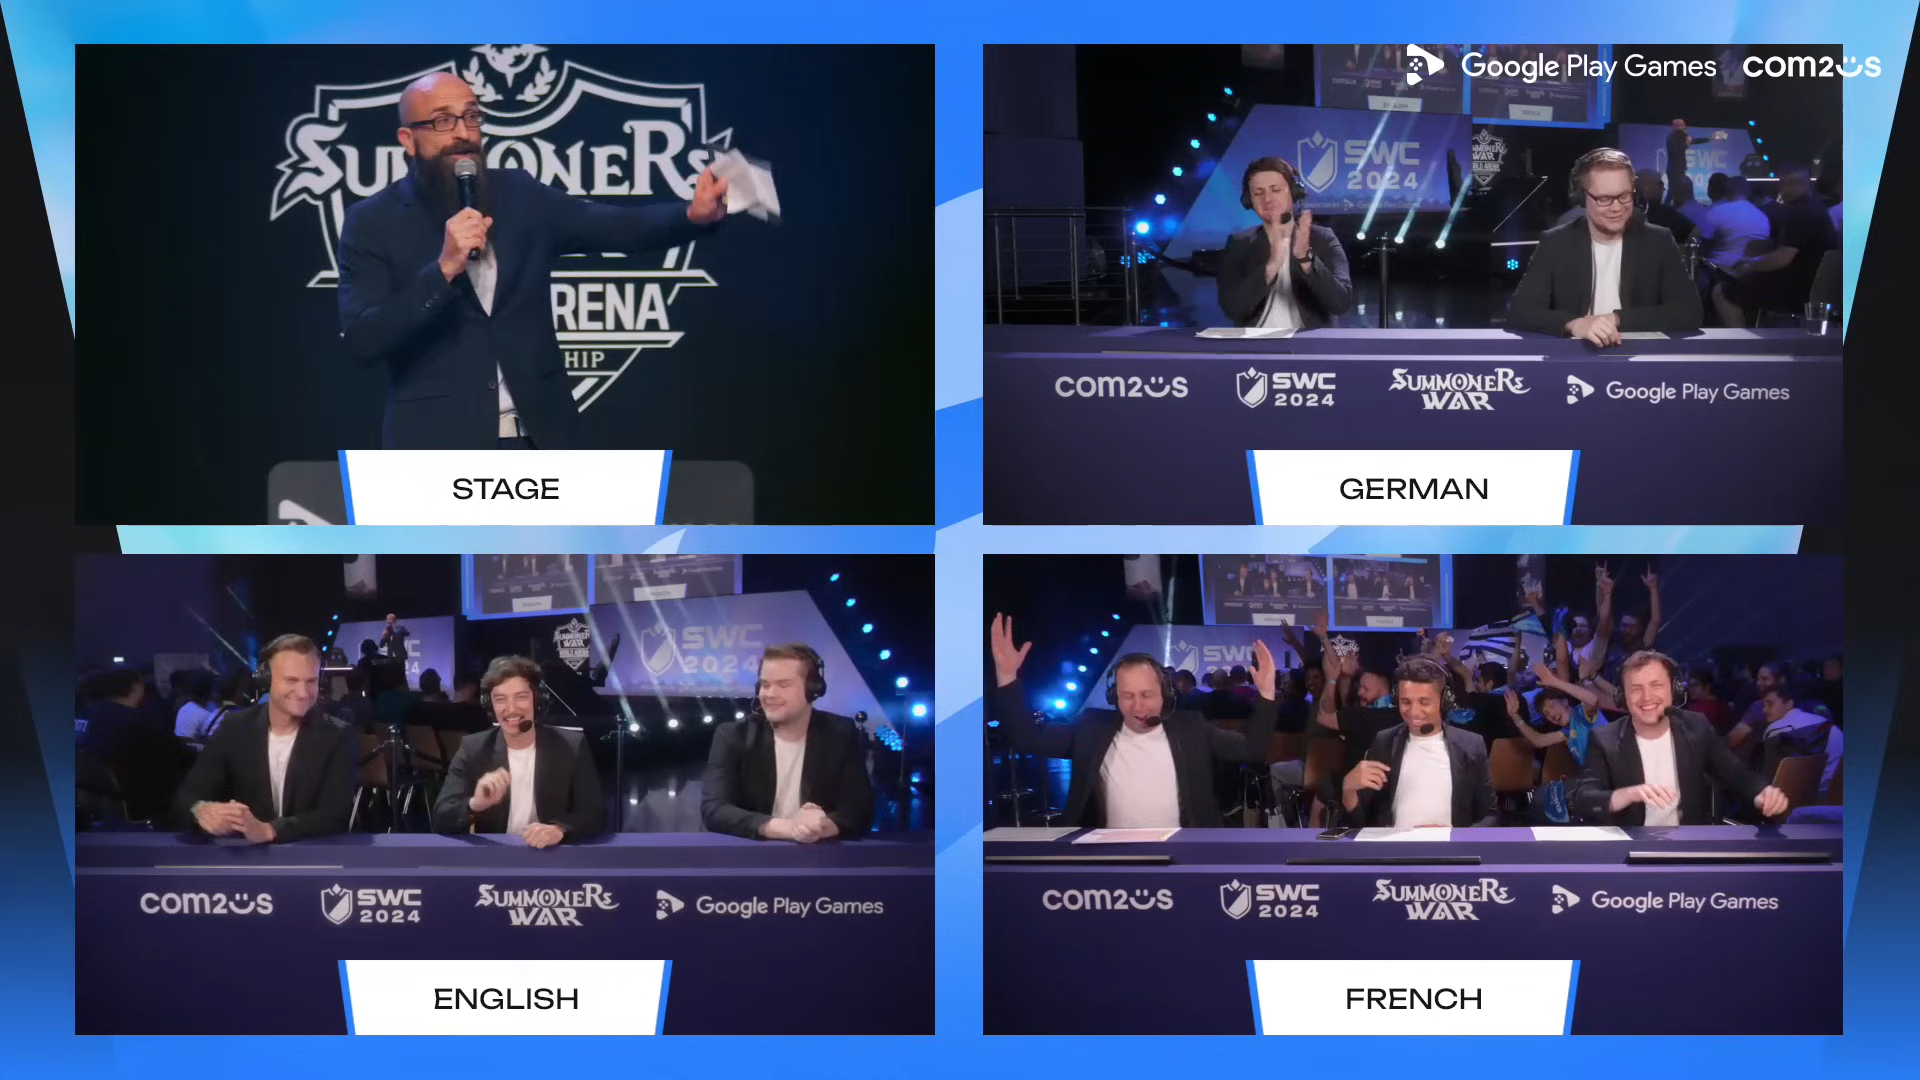 Google Play Games com2us
SUMMONERS
ARENA
HIP
STAGE
SWC
2024
com2us SWC 2024 SUMMONERS WAR Google Play Games
GERMAN
SWC
2024
com2us SWC 2024 SUMMONERS WAR Google Play Games
ENGLISH
SWC
com2us SWC 2024 SUMMONERS WAR Google Play Games
FRENCH